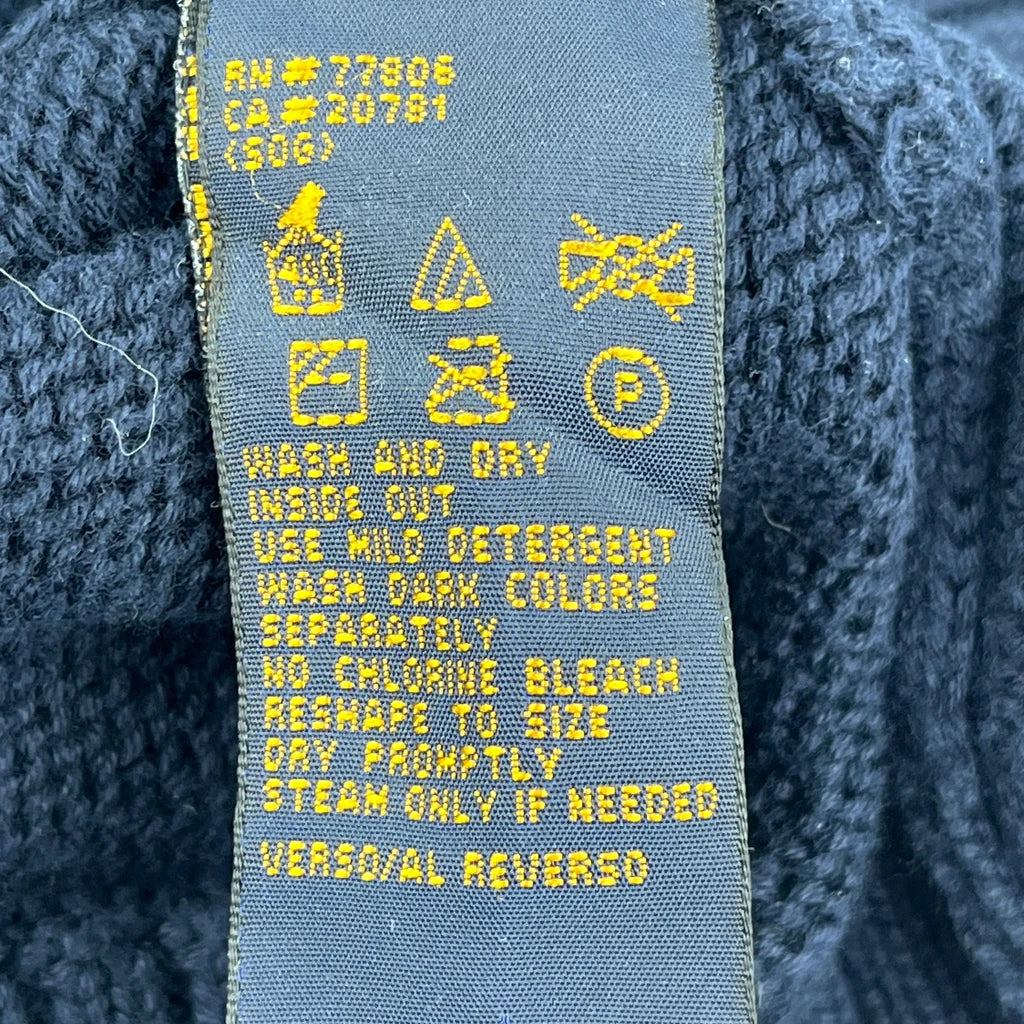 RN#77806
CA#20781
(SOG)
WASH AND DRY
INSIDE OUT
USE MILD DETERGENT
WASH DARK COLORS
SEPARATELY
NO CHLORINE BLEACH
RESHAPE TO SIZE
DRY PROMPTLY
STEAM ONLY IF NEEDED
VERSO/AL REVERSO